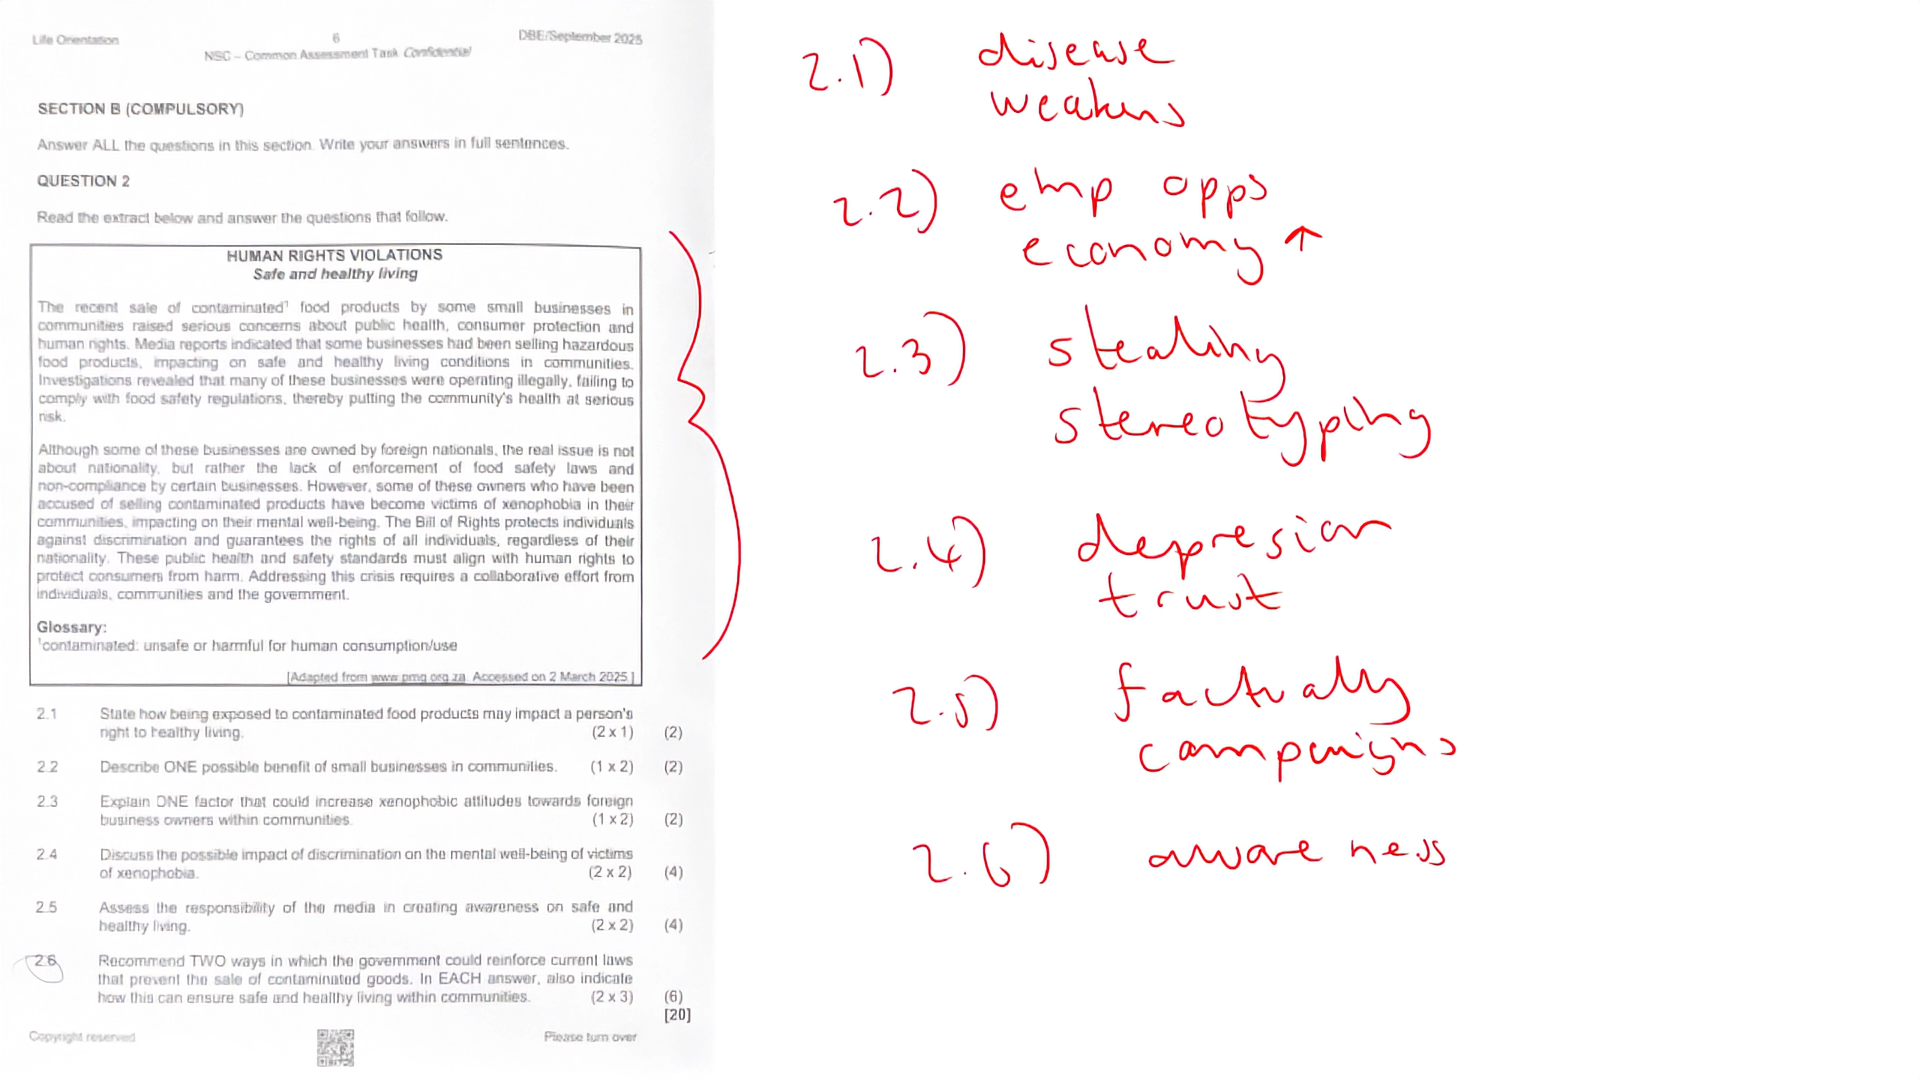 Life Orientation
6
DBE/September 2025
NSC – Common Assessment Task Confidential
SECTION B (COMPULSORY)
Answer ALL the questions in this section. Write your answers in full sentences.
QUESTION 2
Read the extract below and answer the questions that follow.
HUMAN RIGHTS VIOLATIONS
Safe and healthy living
The recent sale of contaminated¹ food products by some small businesses in
communities raised serious concerns about public health, consumer protection and
human rights. Media reports indicated that some businesses had been selling hazardous
food products, impacting on safe and healthy living conditions in communities.
Investigations revealed that many of these businesses were operating illegally, failing to
comply with food safety regulations, thereby putting the community's health at serious
risk.
Although some of these businesses are owned by foreign nationals, the real issue is not
about nationality, but rather the lack of enforcement of food safety laws and
non-compliance by certain businesses. However, some of these owners who have been
accused of selling contaminated products have become victims of xenophobia in their
communities, impacting on their mental well-being. The Bill of Rights protects individuals
against discrimination and guarantees the rights of all individuals, regardless of their
nationality. These public health and safety standards must align with human rights to
protect consumers from harm. Addressing this crisis requires a collaborative effort from
individuals, communities and the government.
Glossary:
¹contaminated: unsafe or harmful for human consumption/use
[Adapted from www.pmg.org.za. Accessed on 2 March 2025.]
2.1 State how being exposed to contaminated food products may impact a person's
right to healthy living. (2 x 1) (2)
2.2 Describe ONE possible benefit of small businesses in communities. (1 x 2) (2)
2.3 Explain ONE factor that could increase xenophobic attitudes towards foreign
business owners within communities. (1 x 2) (2)
2.4 Discuss the possible impact of discrimination on the mental well-being of victims
of xenophobia. (2 x 2) (4)
2.5 Assess the responsibility of the media in creating awareness on safe and
healthy living. (2 x 2) (4)
2.6 Recommend TWO ways in which the government could reinforce current laws
that prevent the sale of contaminated goods. In EACH answer, also indicate
how this can ensure safe and healthy living within communities. (2 x 3) (6)
[20]
Copyright reserved
Please turn over
2.1) disease
weakens
2.2) emp opps
economy ↑
2.3) stealing
stereotyping
2.4) depresion
trust
2.5) factually
campaigns
2.6) awareness